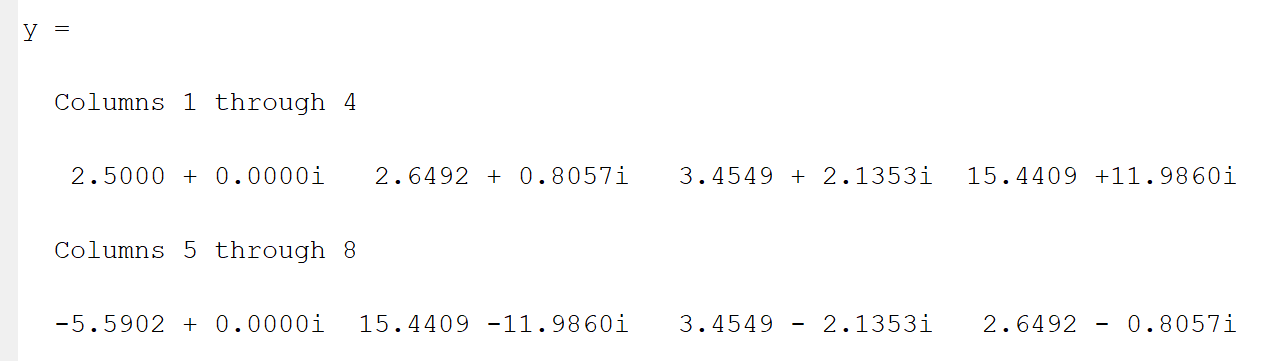 y =
Columns 1 through 4
2.5000 + 0.0000i   2.6492 + 0.8057i   3.4549 + 2.1353i  15.4409 +11.9860i
Columns 5 through 8
-5.5902 + 0.0000i  15.4409 -11.9860i   3.4549 - 2.1353i   2.6492 - 0.8057i